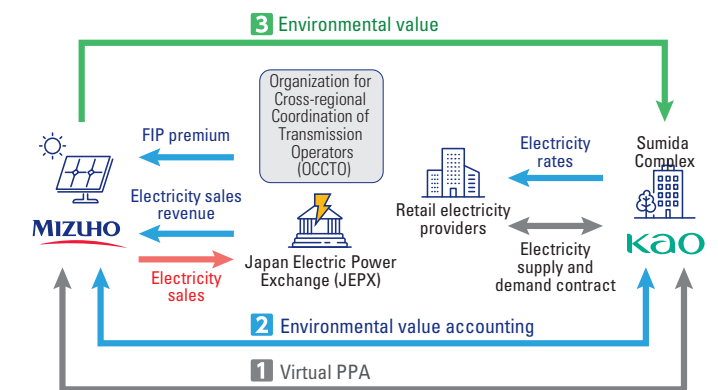 3 Environmental value
Organization for
Cross-regional
Coordination of
Transmission
Operators
(OCCTO)
FIP premium
Electricity sales
revenue
MIZUHO
Electricity
sales
Japan Electric Power
Exchange (JEPX)
Retail electricity
providers
Electricity
rates
Electricity
supply and
demand contract
Sumida
Complex
Kao
2 Environmental value accounting
1 Virtual PPA